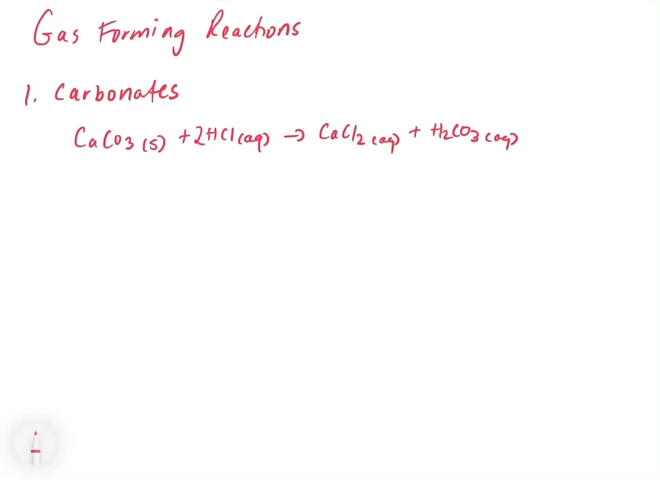 Gas Forming Reactions
1. Carbonates
CaCO3 (s) + 2HCl (aq) → CaCl2 (aq) + H2CO3 (aq)